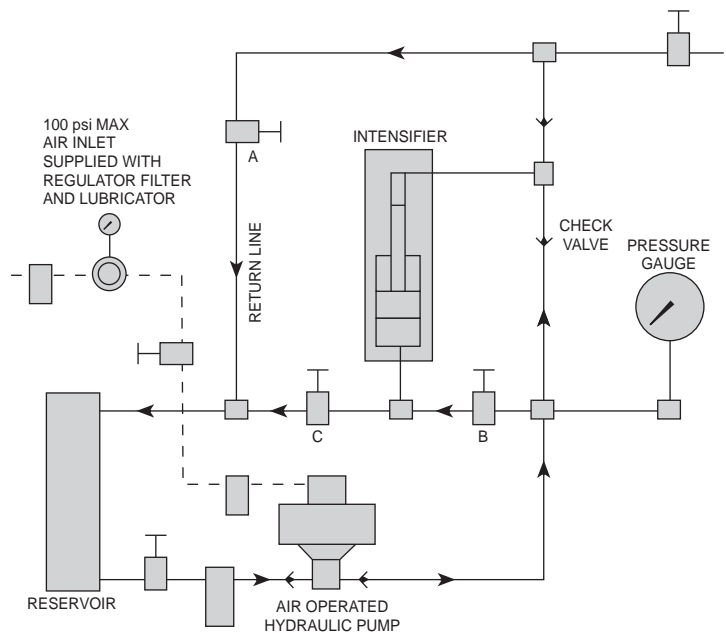 100 psi MAX
AIR INLET
SUPPLIED WITH
REGULATOR FILTER
AND LUBRICATOR
A
INTENSIFIER
RETURN LINE
CHECK
VALVE
PRESSURE
GAUGE
C
B
RESERVOIR
AIR OPERATED
HYDRAULIC PUMP